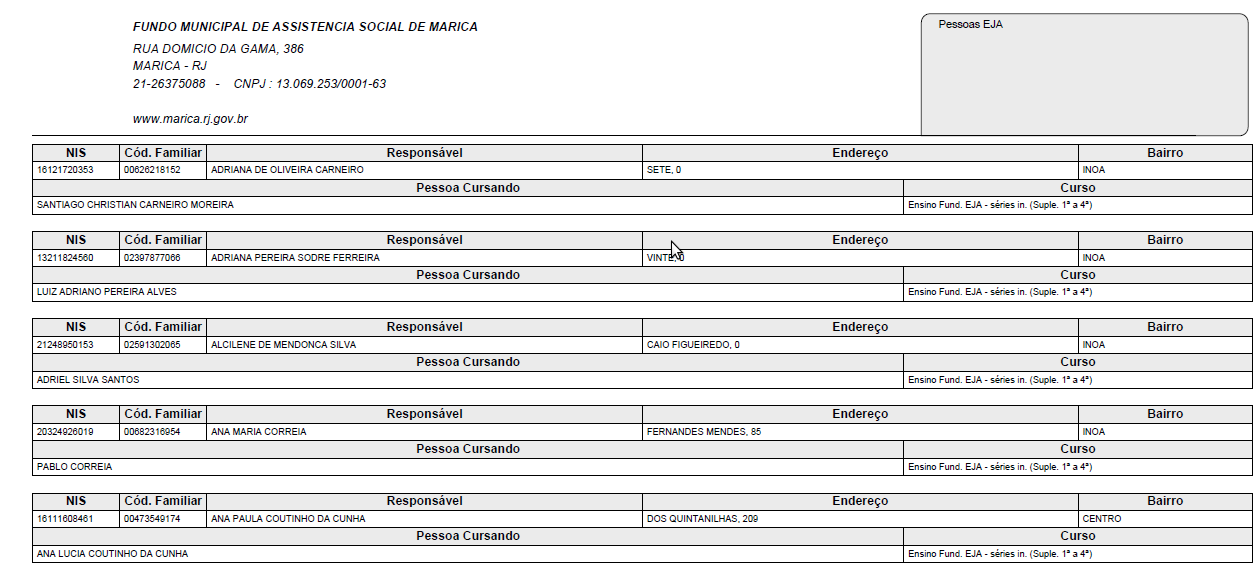 FUNDO MUNICIPAL DE ASSISTENCIA SOCIAL DE MARICA
RUA DOMICIO DA GAMA, 386
MARICA - RJ
21-26375088 - CNPJ : 13.069.253/0001-63
www.marica.rj.gov.br
Pessoas EJA
NIS Cód. Familiar Responsável Endereço Bairro
16121720353 00626218152 ADRIANA DE OLIVEIRA CARNEIRO SETE, 0 INOA
Pessoa Cursando Curso
SANTIAGO CHRISTIAN CARNEIRO MOREIRA Ensino Fund. EJA - séries in. (Suple. 1ª a 4ª)
NIS Cód. Familiar Responsável Endereço Bairro
13211824560 02397877066 ADRIANA PEREIRA SODRE FERREIRA VINTE, 0 INOA
Pessoa Cursando Curso
LUIZ ADRIANO PEREIRA ALVES Ensino Fund. EJA - séries in. (Suple. 1ª a 4ª)
NIS Cód. Familiar Responsável Endereço Bairro
21248950153 02591302065 ALCILENE DE MENDONCA SILVA CAIO FIGUEIREDO, 0 INOA
Pessoa Cursando Curso
ADRIEL SILVA SANTOS Ensino Fund. EJA - séries in. (Suple. 1ª a 4ª)
NIS Cód. Familiar Responsável Endereço Bairro
20324926019 00682316954 ANA MARIA CORREIA FERNANDES MENDES, 85 INOA
Pessoa Cursando Curso
PABLO CORREIA Ensino Fund. EJA - séries in. (Suple. 1ª a 4ª)
NIS Cód. Familiar Responsável Endereço Bairro
16111608461 00473549174 ANA PAULA COUTINHO DA CUNHA DOS QUINTANILHAS, 209 CENTRO
Pessoa Cursando Curso
ANA LUCIA COUTINHO DA CUNHA Ensino Fund. EJA - séries in. (Suple. 1ª a 4ª)